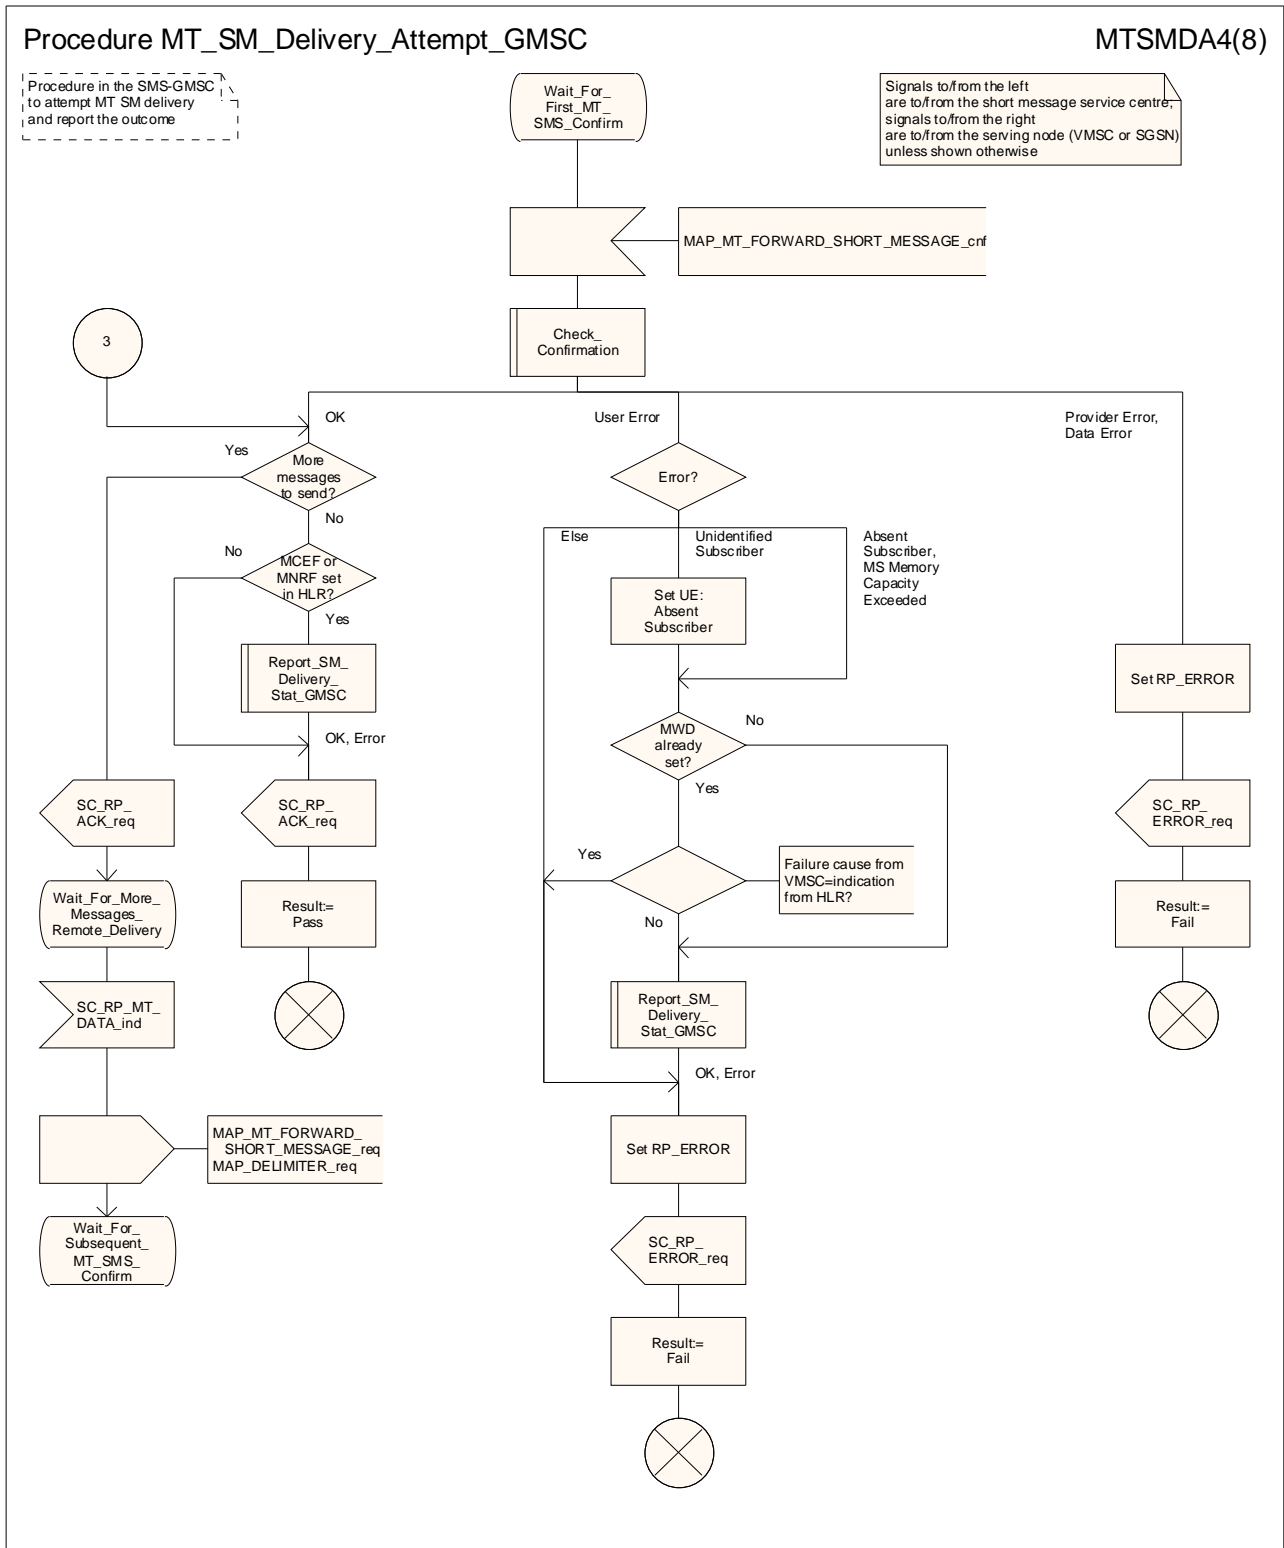 Procedure MT_SM_Delivery_Attempt_GMSC
MTSMDA4(8)
Procedure in the SMS-GMSC
to attempt MT SM delivery
and report the outcome
Wait_For_
First_MT_
SMS_Confirm
Signals to/from the left
are to/from the short message service centre;
signals to/from the right
are to/from the serving node (VMSC or SGSN)
unless shown otherwise
MAP_MT_FORWARD_SHORT_MESSAGE_cnf
Check_
Confirmation
3
OK
User Error
Provider Error,
Data Error
Yes
More
messages
to send?
Error?
No
No
MCEF or
MNRF set
in HLR?
Yes
Else
Unidentified
Subscriber
Absent
Subscriber,
MS Memory
Capacity
Exceeded
Set UE:
Absent
Subscriber
Report_SM_
Delivery_
Stat_GMSC
Set RP_ERROR
OK, Error
MWD
already
set?
No
Yes
SC_RP_
ACK_req
SC_RP_
ACK_req
SC_RP_
ERROR_req
Yes
Failure cause from
VMSC=indication
from HLR?
No
Wait_For_More_
Messages_
Remote_Delivery
Result:=
Pass
Result:=
Fail
SC_RP_MT_
DATA_ind
Report_SM_
Delivery_
Stat_GMSC
OK, Error
MAP_MT_FORWARD_
SHORT_MESSAGE_req
MAP_DELIMITER_req
Set RP_ERROR
Wait_For_
Subsequent_
MT_SMS_
Confirm
SC_RP_
ERROR_req
Result:=
Fail